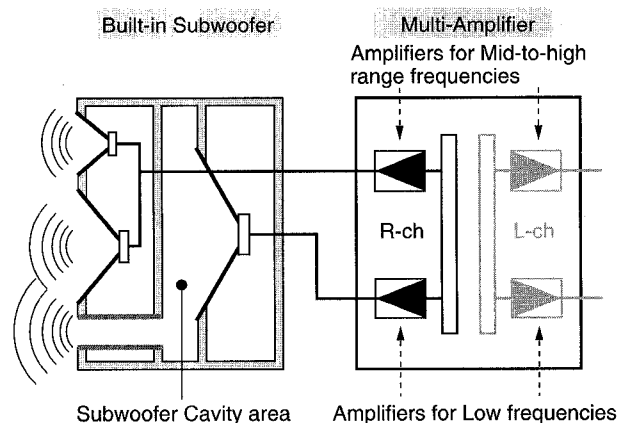 Built-in Subwoofer
Multi-Amplifier
Amplifiers for Mid-to-high
range frequencies
R-ch
L-ch
Subwoofer Cavity area
Amplifiers for Low frequencies